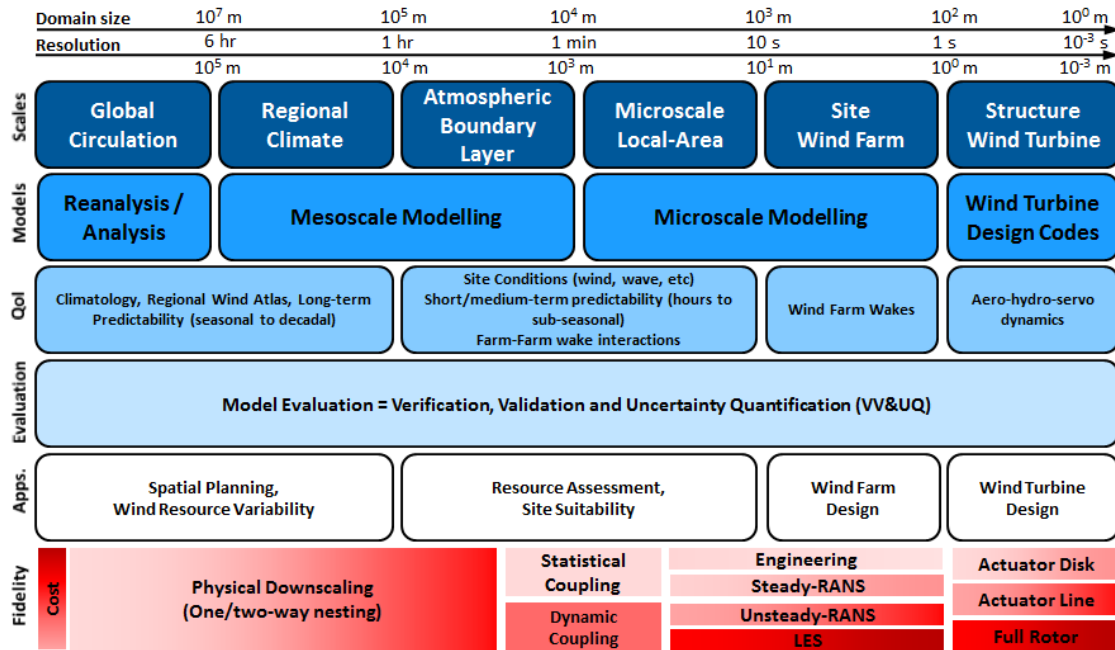 Domain size 10⁷ m 10⁵ m 10⁴ m 10³ m 10² m 10⁰ m
Resolution 6 hr 1 hr 1 min 10 s 1 s 10⁻³ s
10⁵ m 10⁴ m 10³ m 10¹ m 10⁰ m 10⁻³ m
Scales
Global
Circulation
Regional
Climate
Atmospheric
Boundary
Layer
Microscale
Local-Area
Site
Wind Farm
Structure
Wind Turbine
Models
Reanalysis /
Analysis
Mesoscale Modelling
Microscale Modelling
Wind Turbine
Design Codes
QoI
Climatology, Regional Wind Atlas, Long-term
Predictability (seasonal to decadal)
Site Conditions (wind, wave, etc)
Short/medium-term predictability (hours to
sub-seasonal)
Farm-Farm wake interactions
Wind Farm Wakes
Aero-hydro-servo
dynamics
Evaluation
Model Evaluation = Verification, Validation and Uncertainty Quantification (VV&UQ)
Apps.
Spatial Planning,
Wind Resource Variability
Resource Assessment,
Site Suitability
Wind Farm
Design
Wind Turbine
Design
Fidelity
Cost
Physical Downscaling
(One/two-way nesting)
Statistical
Coupling
Dynamic
Coupling
Engineering
Steady-RANS
Unsteady-RANS
LES
Actuator Disk
Actuator Line
Full Rotor